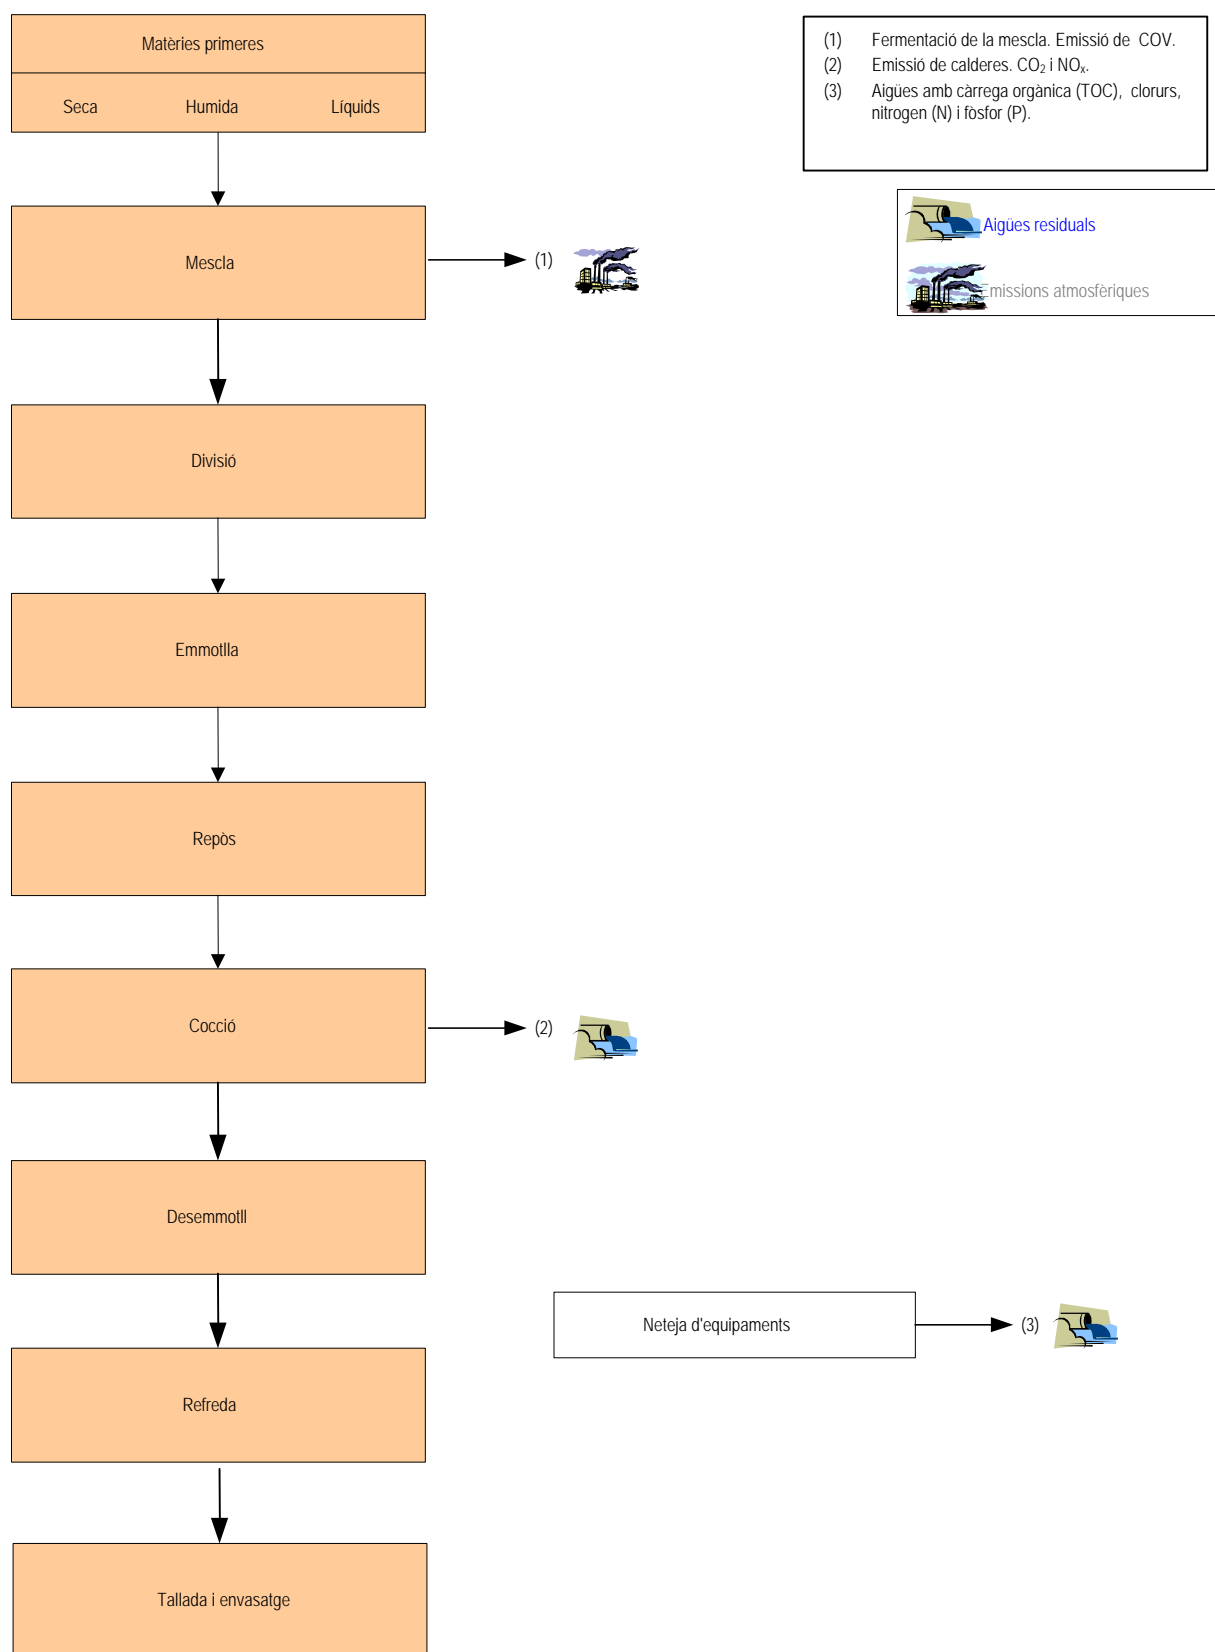 Matèries primeres
Seca Humida Líquids
(1) Fermentació de la mescla. Emissió de COV.
(2) Emissió de calderes. CO₂ i NOₓ.
(3) Aigües amb càrrega orgànica (TOC), clorurs,
nitrogen (N) i fòsfor (P).
Aigües residuals
Emissions atmosfèriques
Mescla
(1)
Divisió
Emmotlla
Repòs
Cocció
(2)
Desemmotll
Neteja d'equipaments
(3)
Refreda
Tallada i envasatge